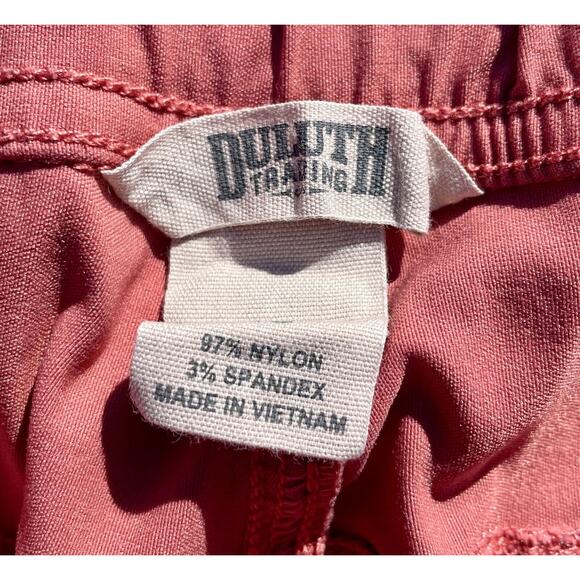 DULUTH
TRADING
97% NYLON
3% SPANDEX
MADE IN VIETNAM